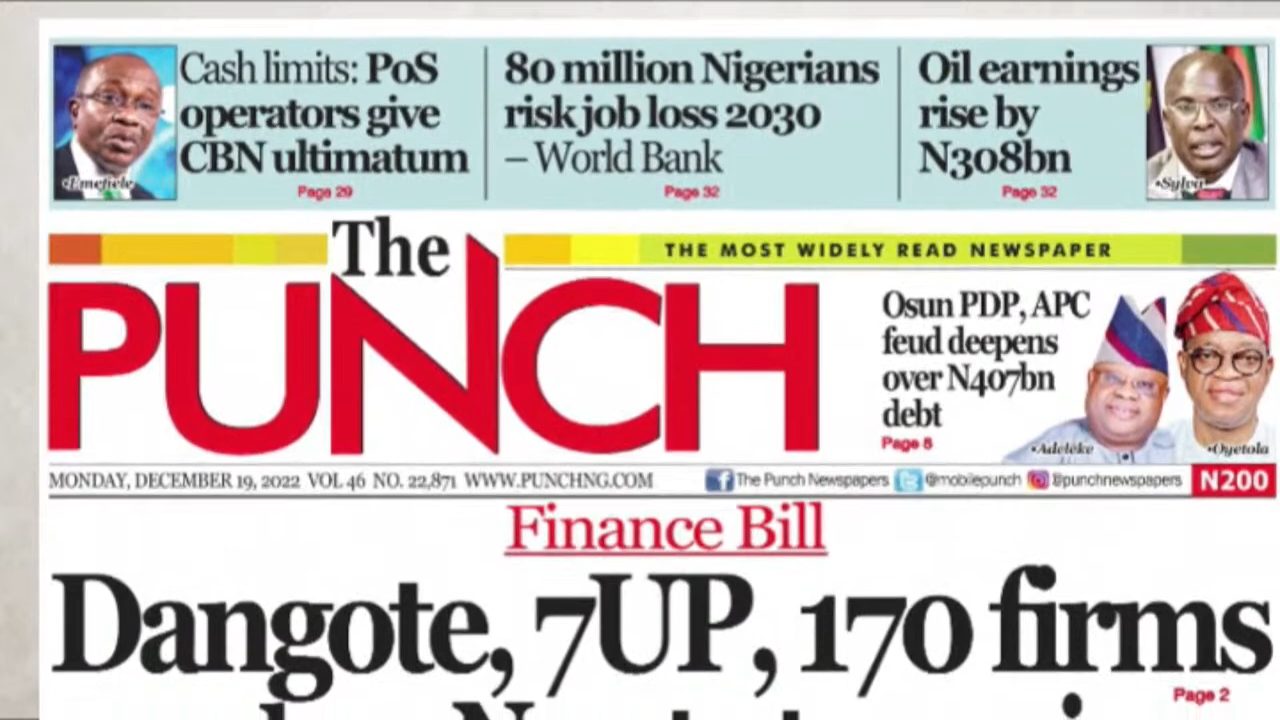 Cash limits: PoS
operators give
CBN ultimatum
Page 29
•Emefiele
80 million Nigerians
risk job loss 2030
– World Bank
Page 32
Oil earnings
rise by
N308bn
Page 32
•Sylva
The
PUNCH
THE MOST WIDELY READ NEWSPAPER
Osun PDP, APC
feud deepens
over N407bn
debt
Page 8
•Adeleke
•Oyetola
MONDAY, DECEMBER 19, 2022 VOL 46 NO. 22,871 WWW.PUNCHNG.COM
The Punch Newspapers @mobilepunch @punchnewspapers N200
Finance Bill
Dangote, 7UP, 170 firms
Page 2